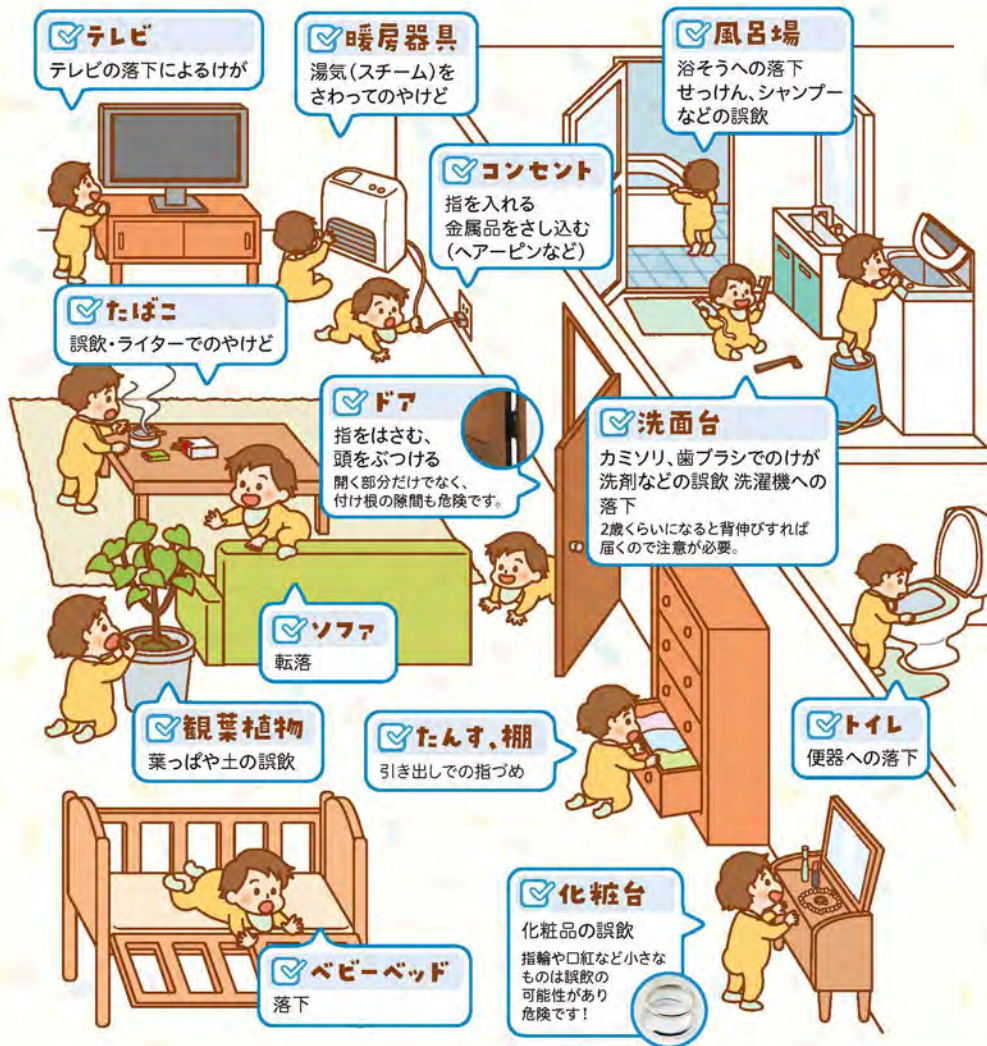 テレビ
テレビの落下によるけが
暖房器具
湯気(スチーム)を
さわってのやけど
風呂場
浴そうへの落下
せっけん、シャンプー
などの誤飲
コンセント
指を入れる
金属品をさし込む
(ヘアーピンなど)
たばこ
誤飲・ライターでのやけど
ドア
指をはさむ、
頭をぶつける
開く部分だけでなく、
付け根の隙間も危険です。
洗面台
カミソリ、歯ブラシでのけが
洗剤などの誤飲 洗濯機への
落下
2歳くらいになると背伸びすれば
届くので注意が必要。
ソファ
転落
観葉植物
葉っぱや土の誤飲
たんす、棚
引き出しでの指づめ
トイレ
便器への落下
ベビーベッド
落下
化粧台
化粧品の誤飲
指輪や口紅など小さな
ものは誤飲の
可能性があり
危険です!